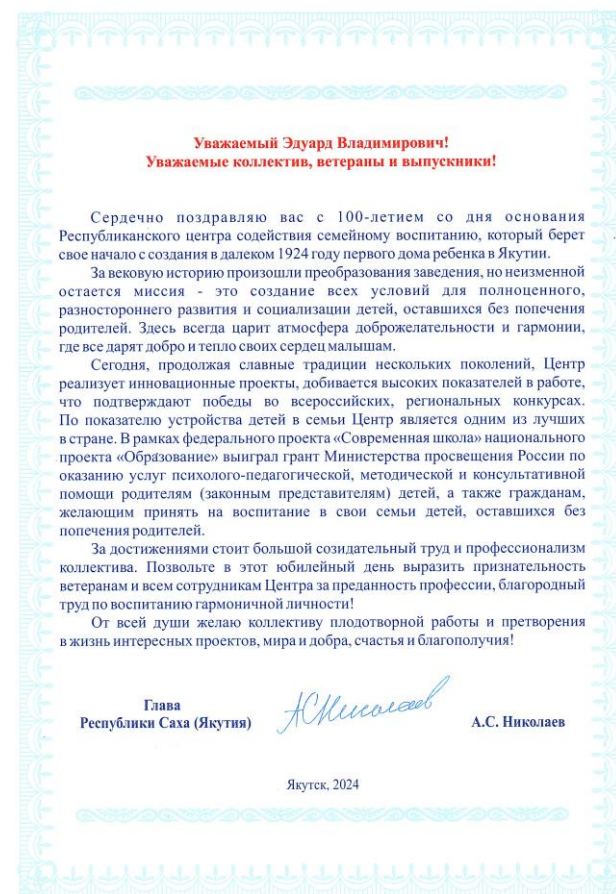 Уважаемый Эдуард Владимирович!
Уважаемые коллектив, ветераны и выпускники!
Сердечно поздравляю вас с 100-летием со дня основания
Республиканского центра содействия семейному воспитанию, который берет
свое начало с создания в далеком 1924 году первого дома ребенка в Якутии.
За вековую историю произошли преобразования заведения, но неизменной
остается миссия - это создание всех условий для полноценного,
разностороннего развития и социализации детей, оставшихся без попечения
родителей. Здесь всегда царит атмосфера доброжелательности и гармонии,
где все дарят добро и тепло своих сердец малышам.
Сегодня, продолжая славные традиции нескольких поколений, Центр
реализует инновационные проекты, добивается высоких показателей в работе,
что подтверждают победы во всероссийских, региональных конкурсах.
По показателю устройства детей в семьи Центр является одним из лучших
в стране. В рамках федерального проекта «Современная школа» национального
проекта «Образование» выиграл грант Министерства просвещения России по
оказанию услуг психолого-педагогической, методической и консультативной
помощи родителям (законным представителям) детей, а также гражданам,
желающим принять на воспитание в свои семьи детей, оставшихся без
попечения родителей.
За достижениями стоит большой созидательный труд и профессионализм
коллектива. Позвольте в этот юбилейный день выразить признательность
ветеранам и всем сотрудникам Центра за преданность профессии, благородный
труд по воспитанию гармоничной личности!
От всей души желаю коллективу плодотворной работы и претворения
в жизнь интересных проектов, мира и добра, счастья и благополучия!
Глава
Республики Саха (Якутия)
АСНиколаев
А.С. Николаев
Якутск, 2024